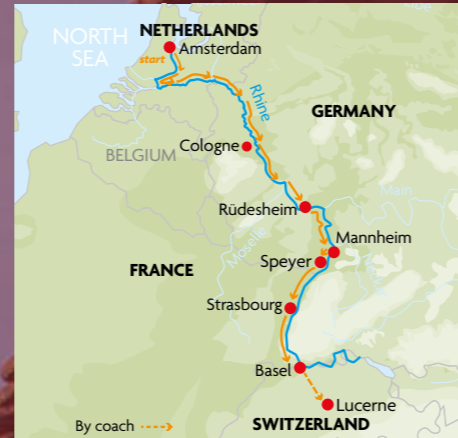 NORTH
SEA
NETHERLANDS
Amsterdam
start
Rhine
GERMANY
Cologne
BELGIUM
Main
Rüdesheim
Moselle
Mannheim
Speyer
FRANCE
Strasbourg
Basel
Lucerne
By coach
SWITZERLAND